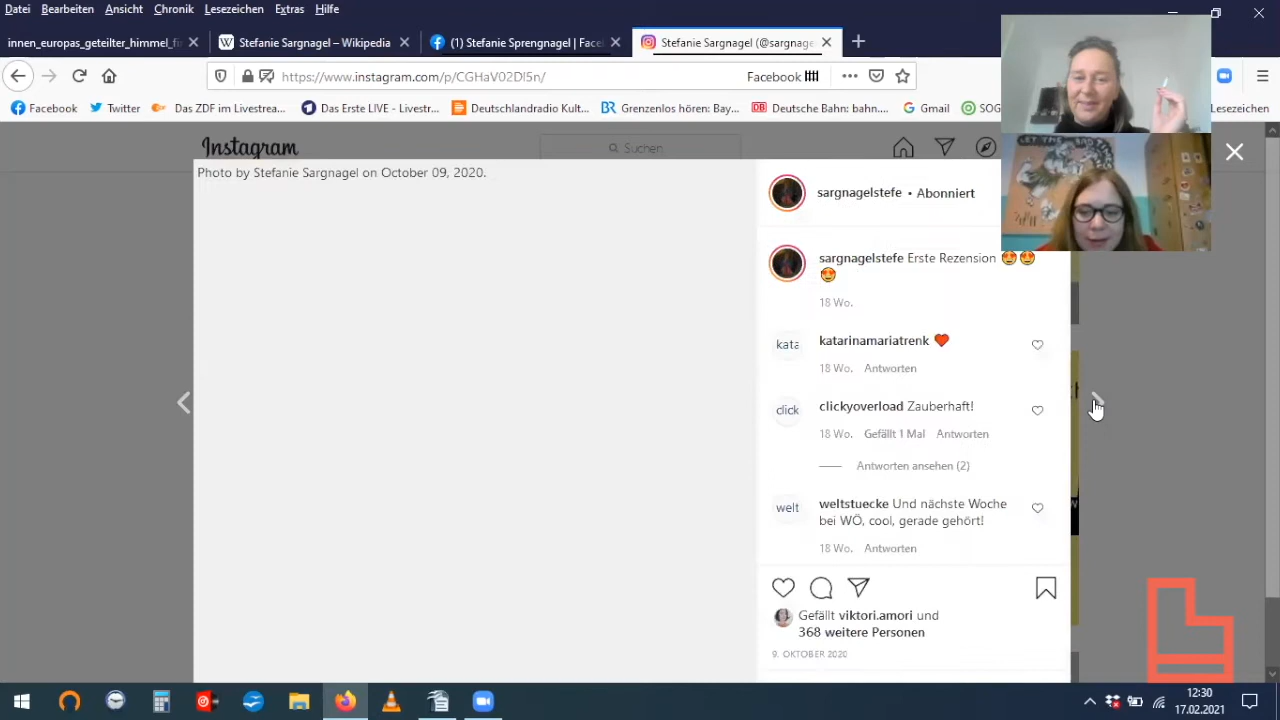 Datei Bearbeiten Ansicht Chronik Lesezeichen Extras Hilfe
innen_europas_geteilter_himmel_fi
Stefanie Sargnagel – Wikipedia
(1) Stefanie Sprengnagel | Face
Stefanie Sargnagel (@sargnage
https://www.instagram.com/p/CGHaV02Dl5n/
Facebook
Facebook
Twitter
Das ZDF im Livestrea...
Das Erste LIVE - Livestr...
Deutschlandradio Kult...
BR Grenzenlos hören: Bay...
DB Deutsche Bahn: bahn....
Gmail
SOG
Lesezeichen
Instagram
Suchen
Photo by Stefanie Sargnagel on October 09, 2020.
sargnagelstefe • Abonniert
sargnagelstefe Erste Rezension 😍😍
😍
18 Wo.
kata
katarinamariatrenk ♥
18 Wo. Antworten
click
clickyoverload Zauberhaft!
18 Wo. Gefällt 1 Mal Antworten
Antworten ansehen (2)
welt
weltstuecke Und nächste Woche
bei WÖ, cool, gerade gehört!
18 Wo. Antworten
Gefällt viktori.amori und
368 weitere Personen
9. OKTOBER 2020
12:30
17.02.2021